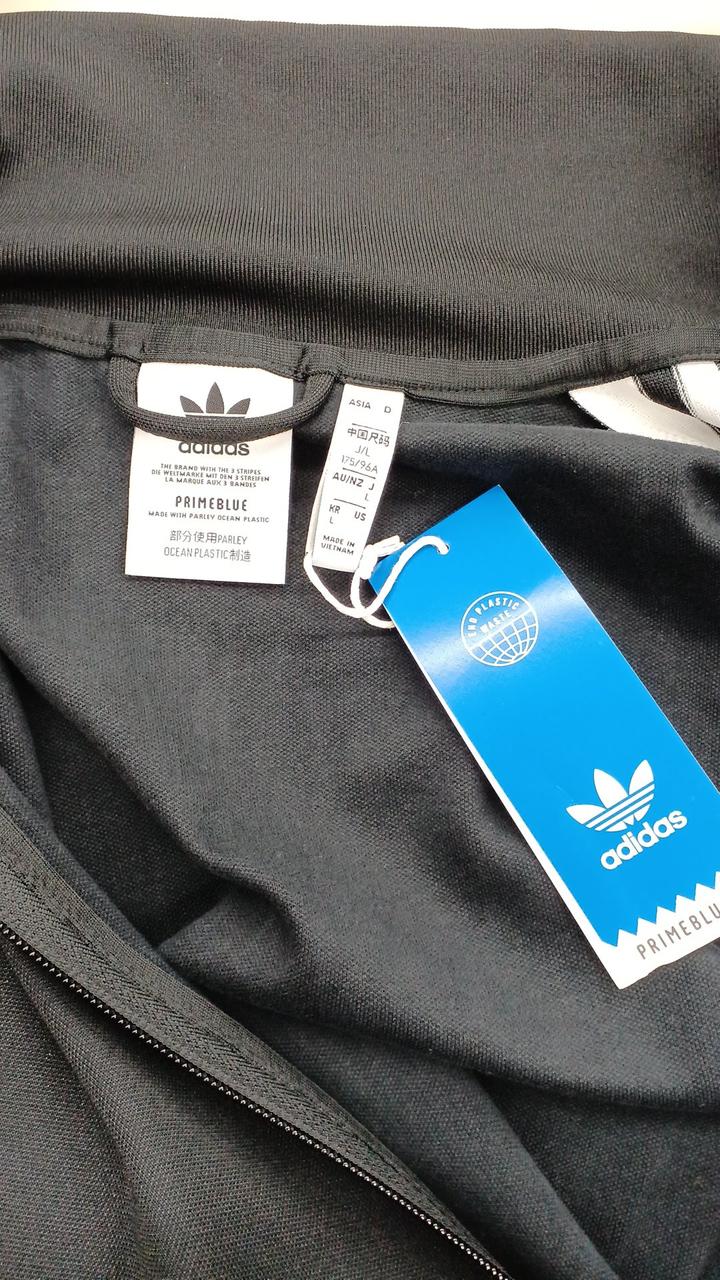 adidas
THE BRAND WITH THE 3 STRIPES
DIE WELTMARKE MIT DEN 3 STREIFEN
LA MARQUE AUX 3 BANDES
PRIMEBLUE
MADE WITH PARLEY OCEAN PLASTIC
部分使用PARLEY
OCEAN PLASTIC制造
ASIA D
中国尺码
J/L
175/96A
AU/NZ J
L
KR US
L
MADE IN
VIETNAM
END PLASTIC
WASTE
adidas
PRIMEBLU